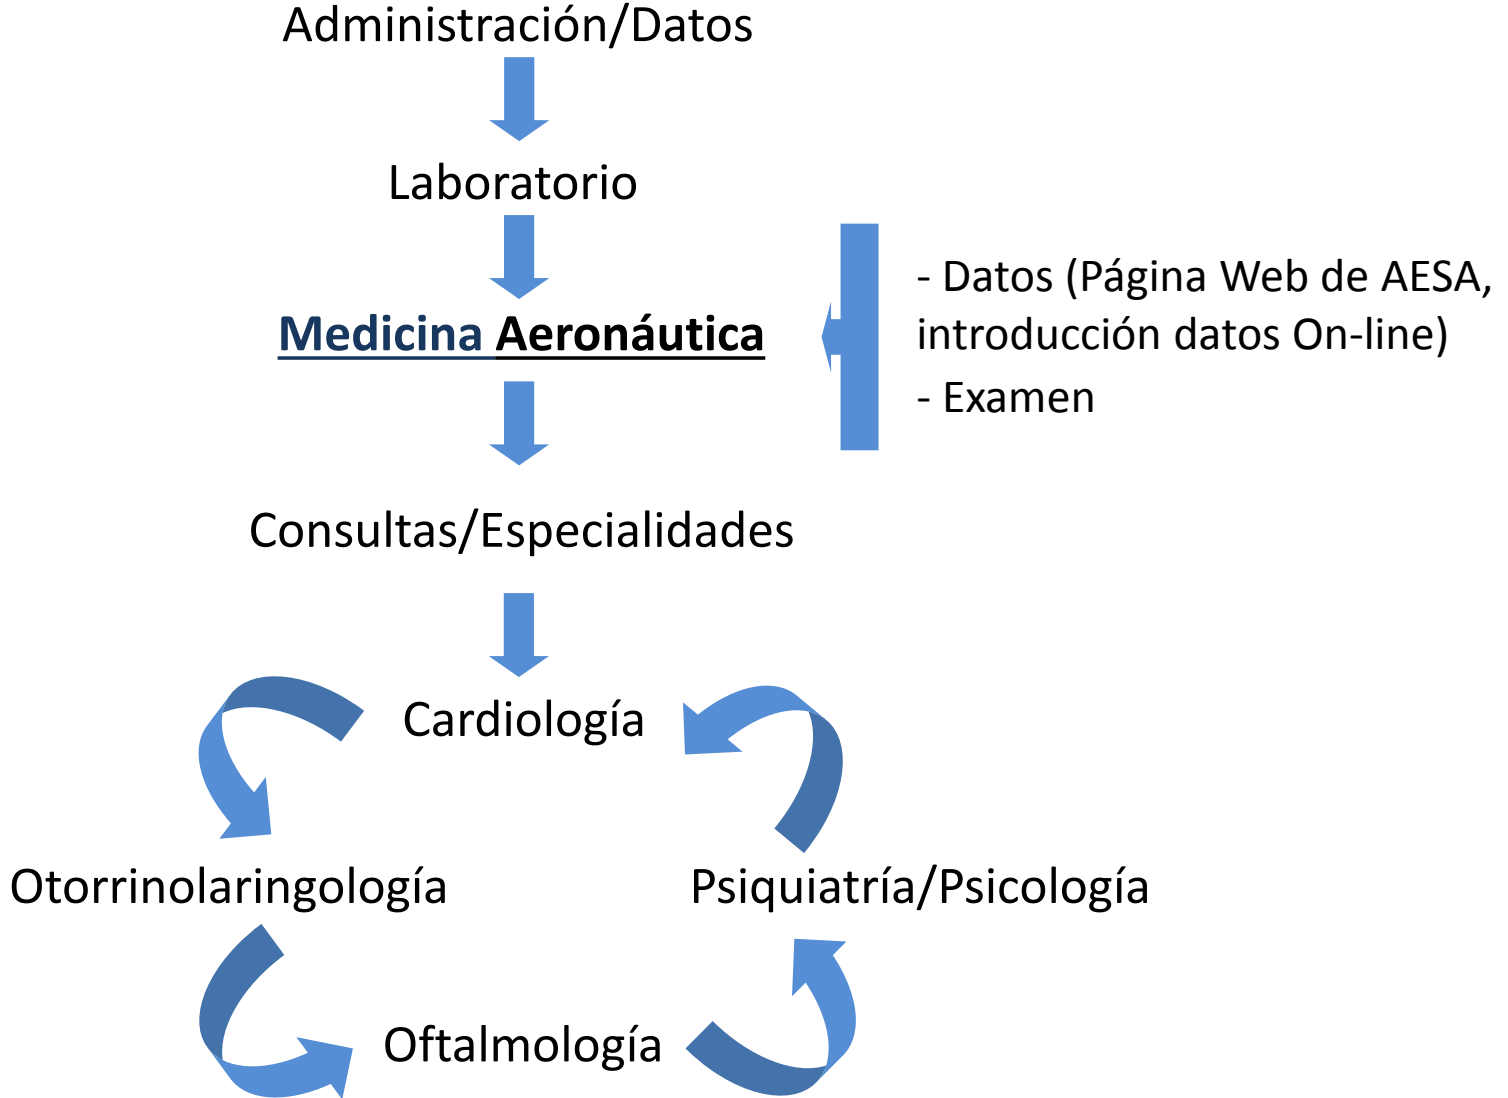 Administración/Datos
Laboratorio
Medicina Aeronáutica
- Datos (Página Web de AESA,
introducción datos On-line)
- Examen
Consultas/Especialidades
Cardiología
Otorrinolaringología
Psiquiatría/Psicología
Oftalmología